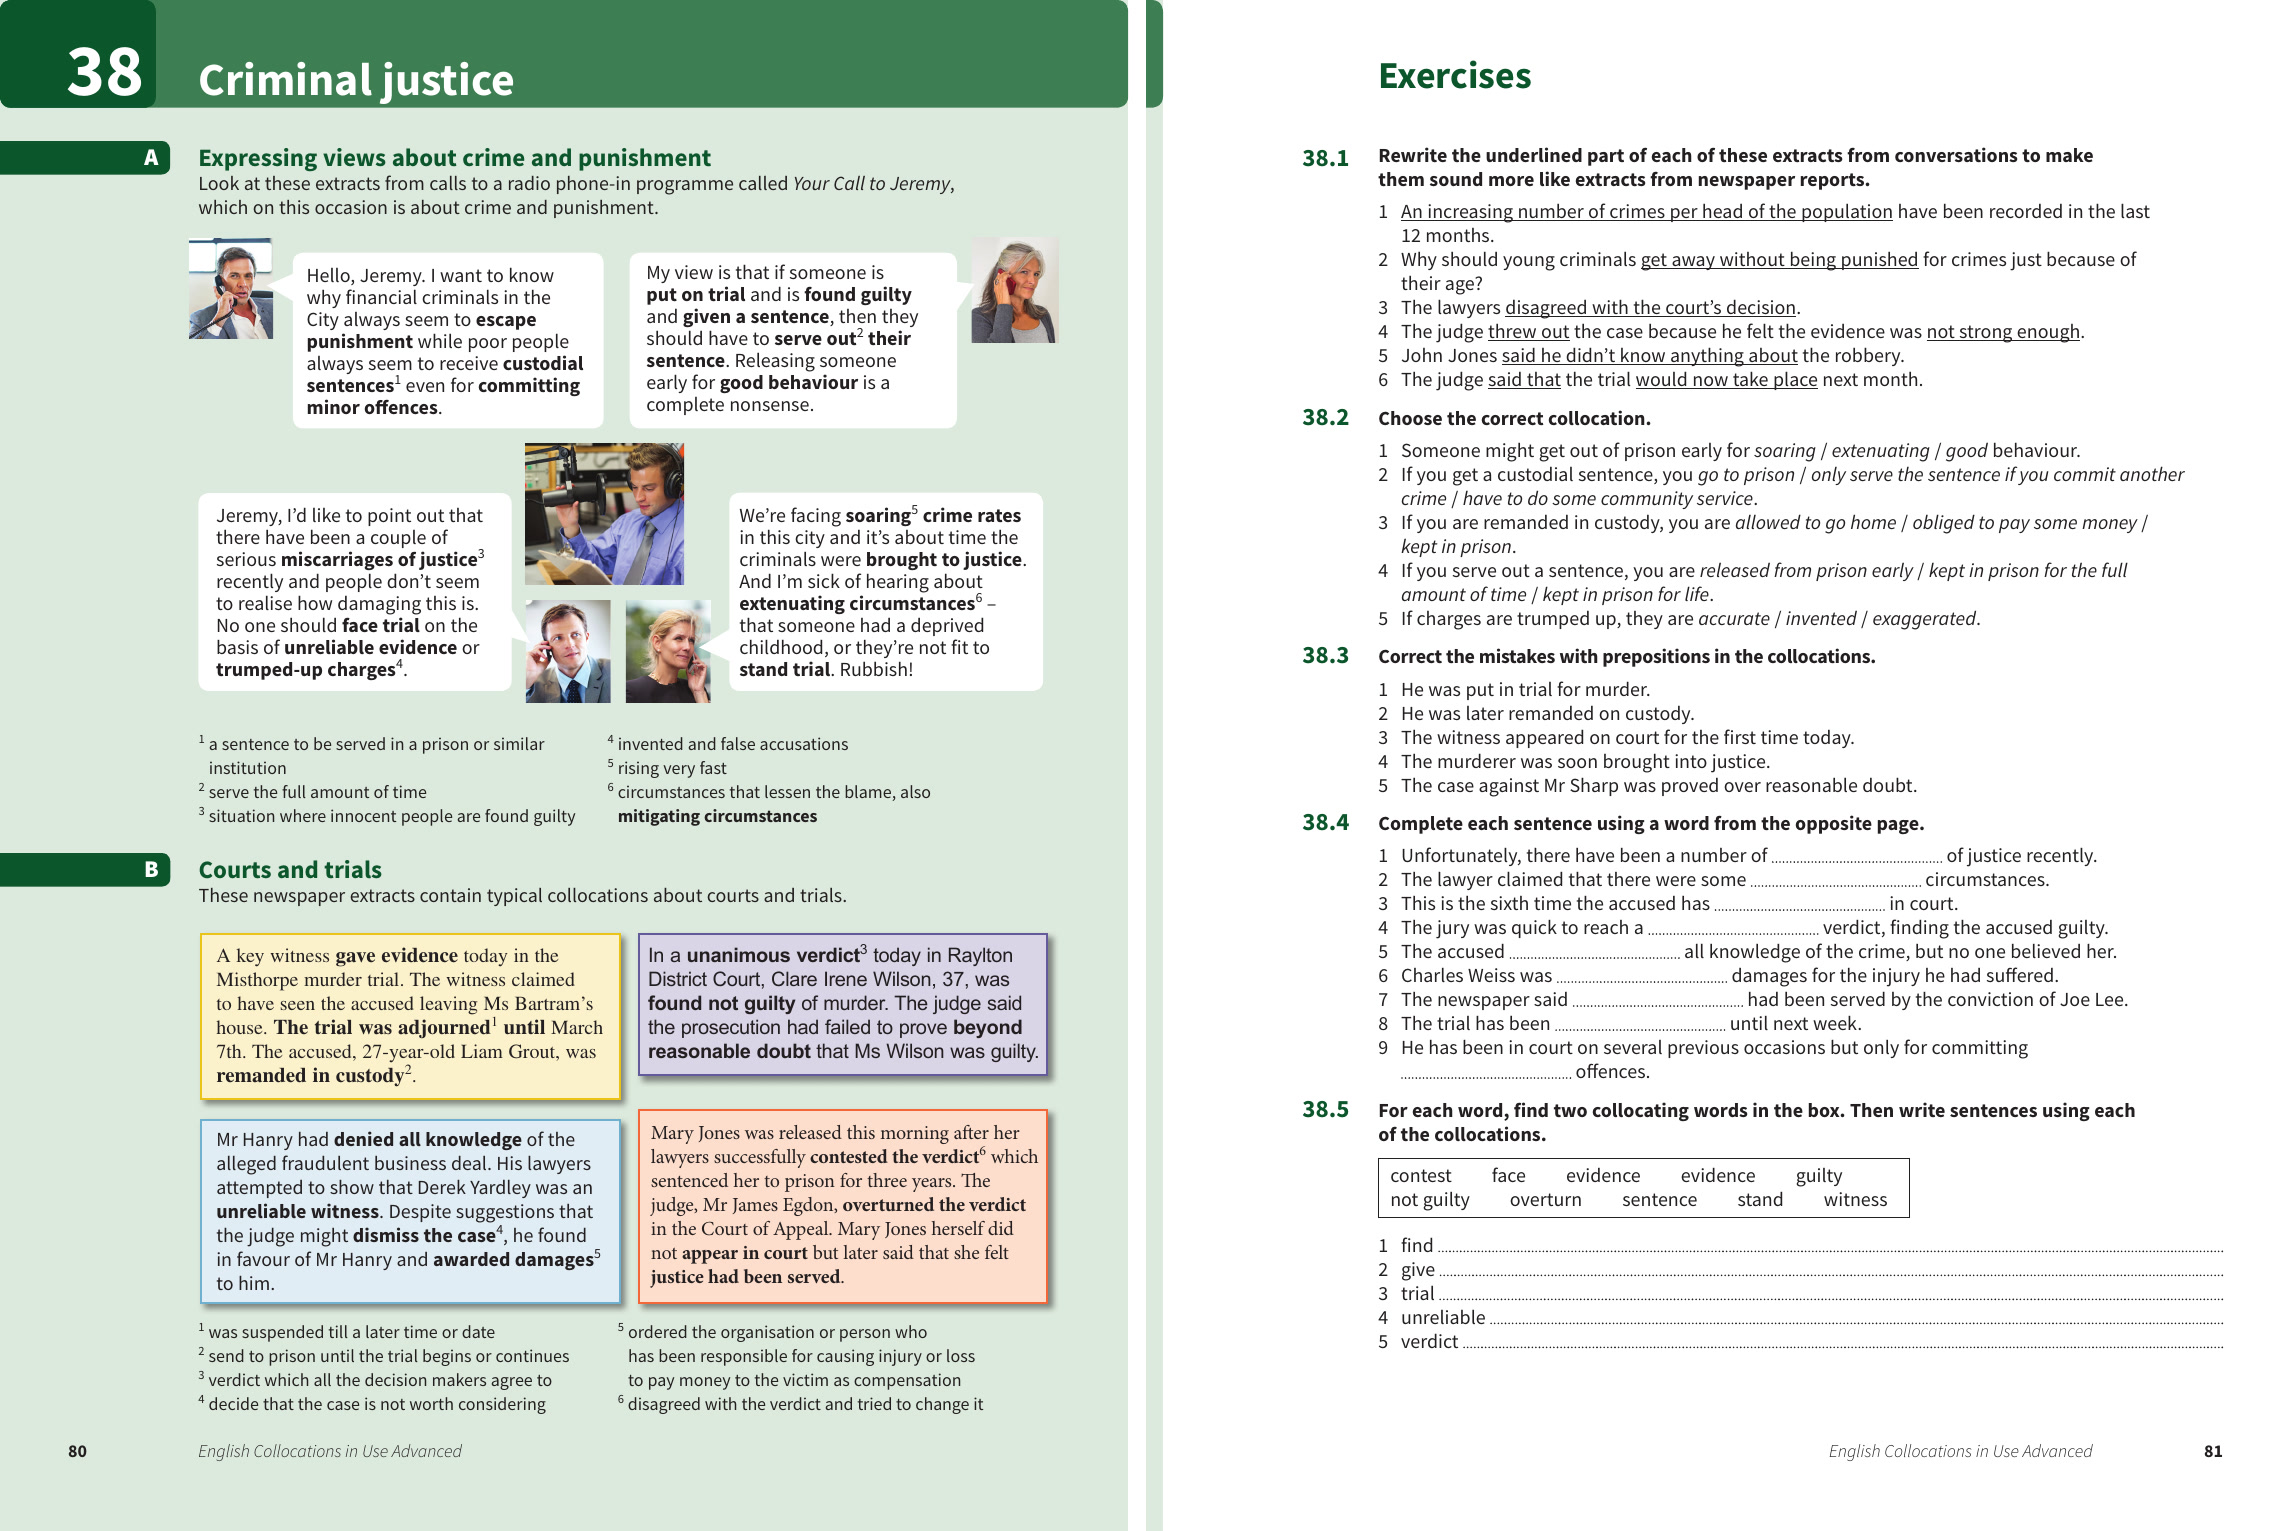 38
Criminal justice
A
Expressing views about crime and punishment
Look at these extracts from calls to a radio phone-in programme called Your Call to Jeremy,
which on this occasion is about crime and punishment.
Hello, Jeremy. I want to know
why financial criminals in the
City always seem to escape
punishment while poor people
always seem to receive custodial
sentences1 even for committing
minor offences.
My view is that if someone is
put on trial and is found guilty
and given a sentence, then they
should have to serve out2 their
sentence. Releasing someone
early for good behaviour is a
complete nonsense.
Jeremy, I'd like to point out that
there have been a couple of
serious miscarriages of justice3
recently and people don't seem
to realise how damaging this is.
No one should face trial on the
basis of unreliable evidence or
trumped-up charges4.
We're facing soaring5 crime rates
in this city and it's about time the
criminals were brought to justice.
And I'm sick of hearing about
extenuating circumstances6 –
that someone had a deprived
childhood, or they're not fit to
stand trial. Rubbish!
1 a sentence to be served in a prison or similar
institution
2 serve the full amount of time
3 situation where innocent people are found guilty
4 invented and false accusations
5 rising very fast
6 circumstances that lessen the blame, also
mitigating circumstances
B
Courts and trials
These newspaper extracts contain typical collocations about courts and trials.
A key witness gave evidence today in the
Misthorpe murder trial. The witness claimed
to have seen the accused leaving Ms Bartram's
house. The trial was adjourned1 until March
7th. The accused, 27-year-old Liam Grout, was
remanded in custody2.
In a unanimous verdict3 today in Raylton
District Court, Clare Irene Wilson, 37, was
found not guilty of murder. The judge said
the prosecution had failed to prove beyond
reasonable doubt that Ms Wilson was guilty.
Mr Hanry had denied all knowledge of the
alleged fraudulent business deal. His lawyers
attempted to show that Derek Yardley was an
unreliable witness. Despite suggestions that
the judge might dismiss the case4, he found
in favour of Mr Hanry and awarded damages5
to him.
Mary Jones was released this morning after her
lawyers successfully contested the verdict6 which
sentenced her to prison for three years. The
judge, Mr James Egdon, overturned the verdict
in the Court of Appeal. Mary Jones herself did
not appear in court but later said that she felt
justice had been served.
1 was suspended till a later time or date
2 send to prison until the trial begins or continues
3 verdict which all the decision makers agree to
4 decide that the case is not worth considering
5 ordered the organisation or person who
has been responsible for causing injury or loss
to pay money to the victim as compensation
6 disagreed with the verdict and tried to change it
80
English Collocations in Use Advanced
Exercises
38.1
Rewrite the underlined part of each of these extracts from conversations to make
them sound more like extracts from newspaper reports.
1 An increasing number of crimes per head of the population have been recorded in the last
12 months.
2 Why should young criminals get away without being punished for crimes just because of
their age?
3 The lawyers disagreed with the court's decision.
4 The judge threw out the case because he felt the evidence was not strong enough.
5 John Jones said he didn't know anything about the robbery.
6 The judge said that the trial would now take place next month.
38.2
Choose the correct collocation.
1 Someone might get out of prison early for soaring / extenuating / good behaviour.
2 If you get a custodial sentence, you go to prison / only serve the sentence if you commit another
crime / have to do some community service.
3 If you are remanded in custody, you are allowed to go home / obliged to pay some money /
kept in prison.
4 If you serve out a sentence, you are released from prison early / kept in prison for the full
amount of time / kept in prison for life.
5 If charges are trumped up, they are accurate / invented / exaggerated.
38.3
Correct the mistakes with prepositions in the collocations.
1 He was put in trial for murder.
2 He was later remanded on custody.
3 The witness appeared on court for the first time today.
4 The murderer was soon brought into justice.
5 The case against Mr Sharp was proved over reasonable doubt.
38.4
Complete each sentence using a word from the opposite page.
1 Unfortunately, there have been a number of .......... of justice recently.
2 The lawyer claimed that there were some .......... circumstances.
3 This is the sixth time the accused has .......... in court.
4 The jury was quick to reach a .......... verdict, finding the accused guilty.
5 The accused .......... all knowledge of the crime, but no one believed her.
6 Charles Weiss was .......... damages for the injury he had suffered.
7 The newspaper said .......... had been served by the conviction of Joe Lee.
8 The trial has been .......... until next week.
9 He has been in court on several previous occasions but only for committing
.......... offences.
38.5
For each word, find two collocating words in the box. Then write sentences using each
of the collocations.
contest face evidence evidence guilty
not guilty overturn sentence stand witness
1 find ..........
2 give ..........
3 trial ..........
4 unreliable ..........
5 verdict ..........
English Collocations in Use Advanced
81